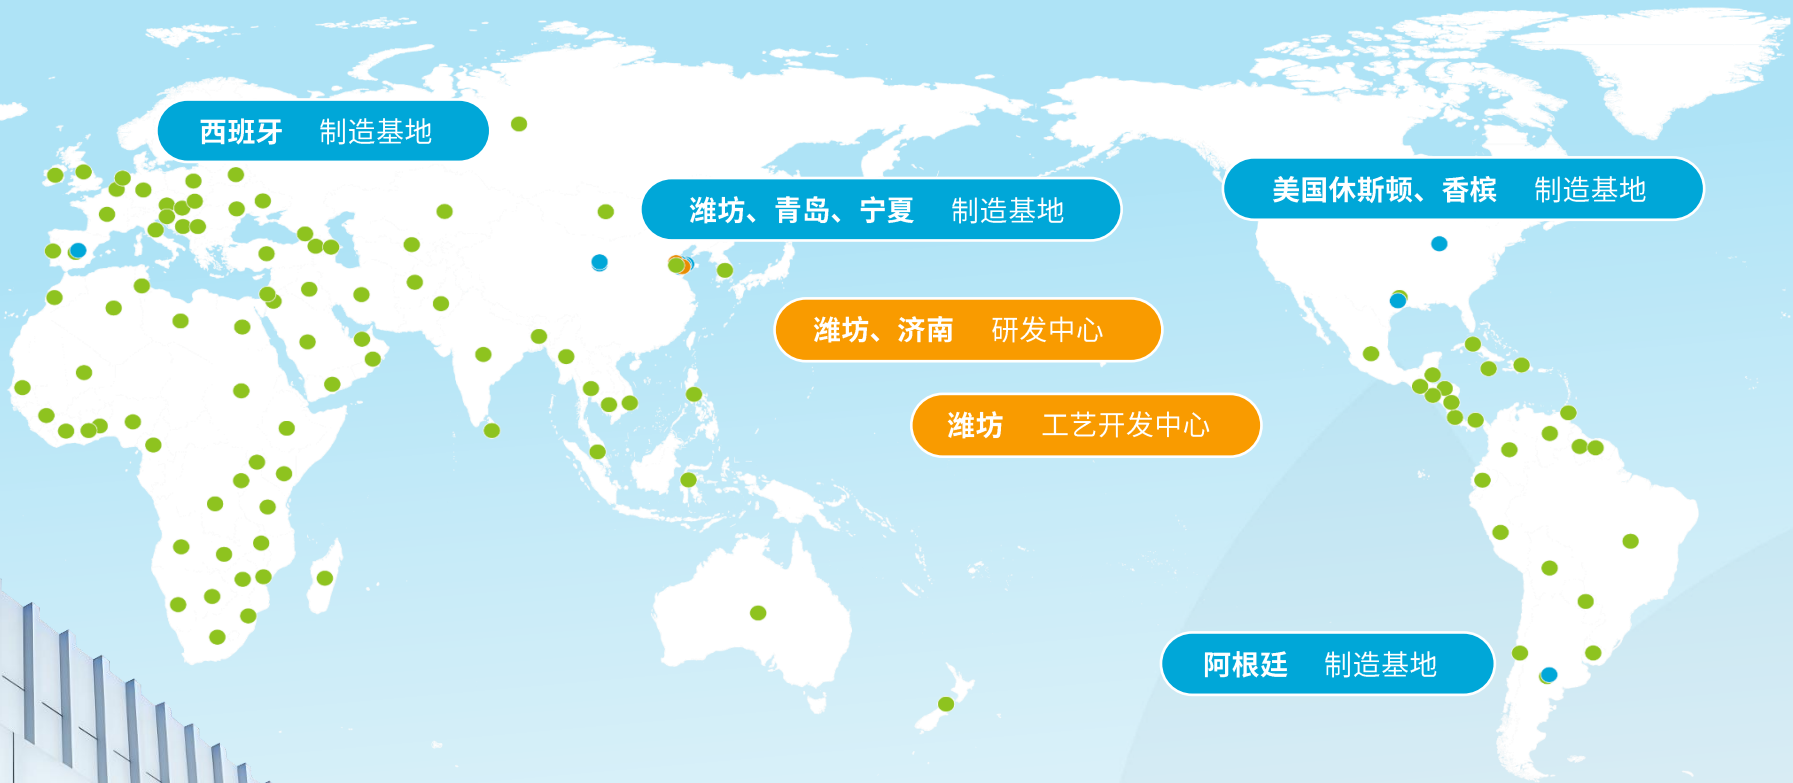 西班牙 制造基地
潍坊、青岛、宁夏 制造基地
美国休斯顿、香槟 制造基地
潍坊、济南 研发中心
潍坊 工艺开发中心
阿根廷 制造基地